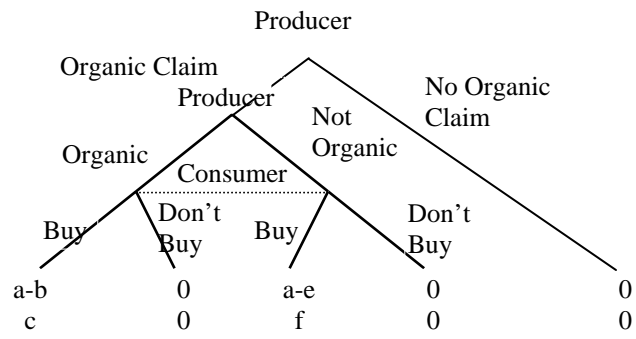 Producer
Organic Claim
No Organic
Claim
Producer
Not
Organic
Organic
Consumer
Buy
Don't
Buy
Buy
Don't
Buy
a-b 0 a-e 0 0
c 0 f 0 0